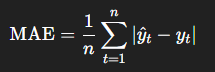 MAE = \frac{1}{n} \sum_{t=1}^{n} |\hat{y}_t - y_t|